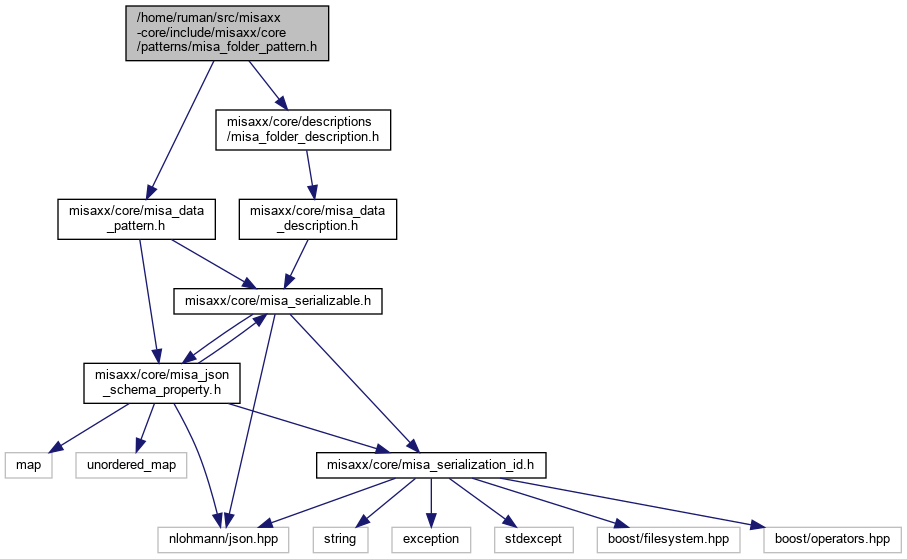 /home/ruman/src/misaxx
-core/include/misaxx/core
/patterns/misa_folder_pattern.h
misaxx/core/descriptions
/misa_folder_description.h
misaxx/core/misa_data
_pattern.h
misaxx/core/misa_data
_description.h
misaxx/core/misa_serializable.h
misaxx/core/misa_json
_schema_property.h
map
unordered_map
misaxx/core/misa_serialization_id.h
nlohmann/json.hpp
string
exception
stdexcept
boost/filesystem.hpp
boost/operators.hpp